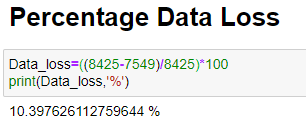 Percentage Data Loss
Data_loss=((8425-7549)/8425)*100
print(Data_loss,'%')
10.397626112759644 %